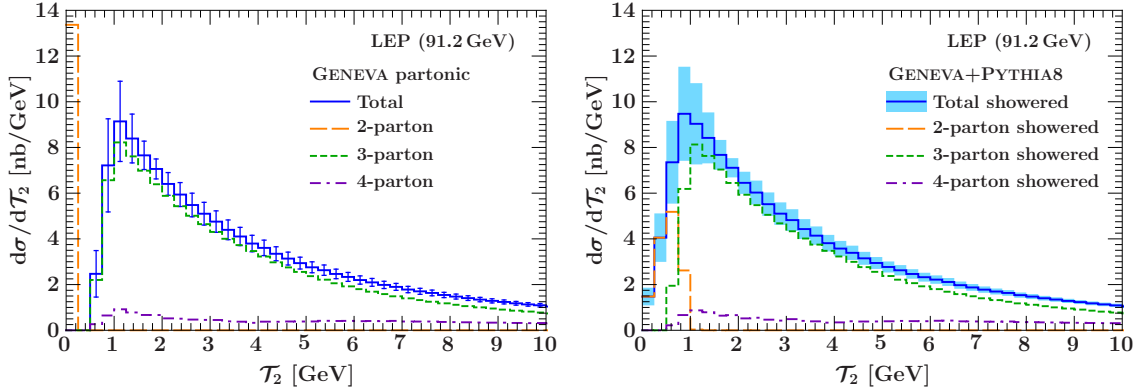 14
12
10
8
6
4
2
0
dσ/d𝒯₂ [nb/GeV]
LEP (91.2 GeV)
GENEVA partonic
Total
2-parton
3-parton
4-parton
0 1 2 3 4 5 6 7 8 9 10
𝒯₂ [GeV]
14
12
10
8
6
4
2
0
dσ/d𝒯₂ [nb/GeV]
LEP (91.2 GeV)
GENEVA+PYTHIA8
Total showered
2-parton showered
3-parton showered
4-parton showered
0 1 2 3 4 5 6 7 8 9 10
𝒯₂ [GeV]